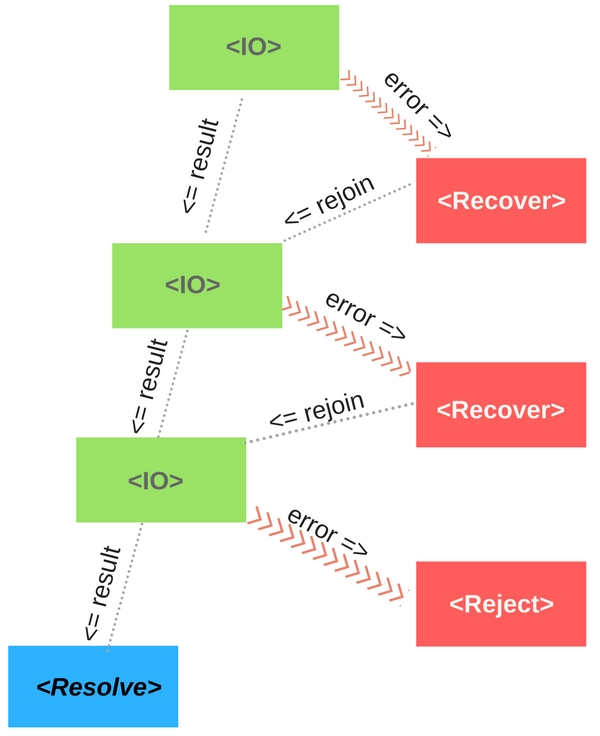 <IO>
error =>
<= result
<Recover>
<= rejoin
<IO>
error =>
<= result
<= rejoin
<Recover>
<IO>
error =>
<= result
<Reject>
<Resolve>